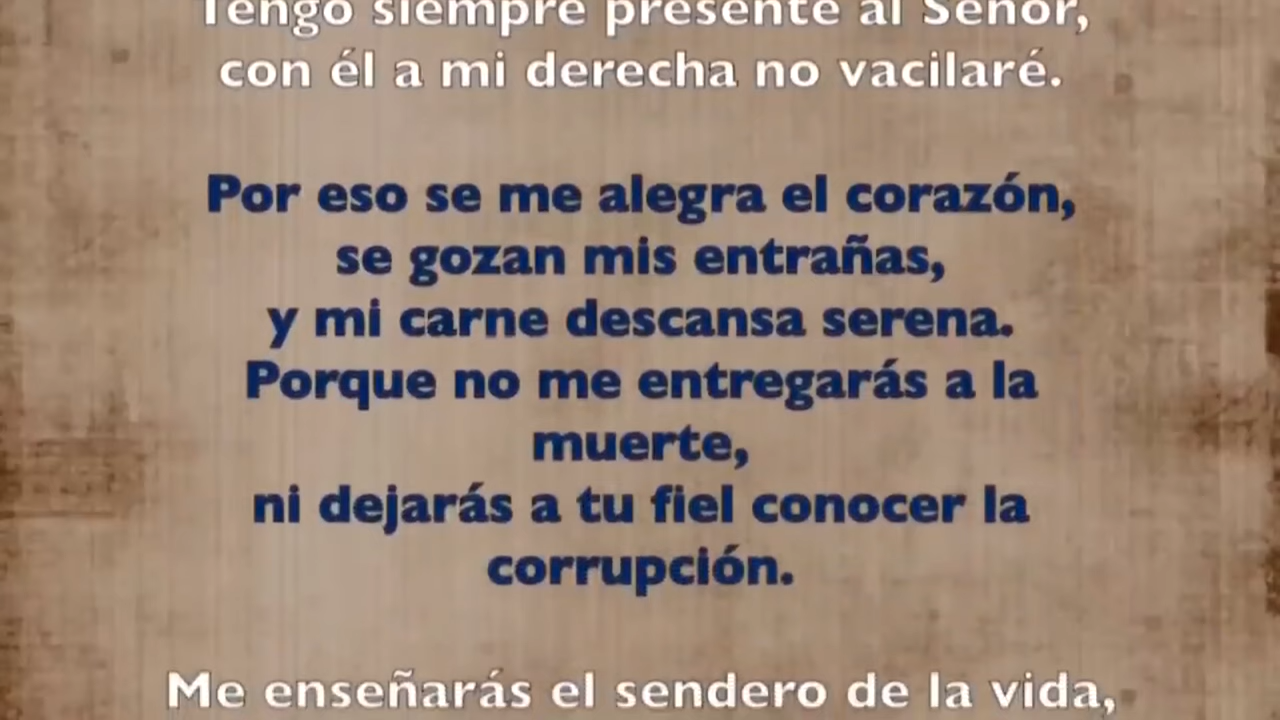 Tengo siempre presente al Señor,
con él a mi derecha no vacilaré.
Por eso se me alegra el corazón,
se gozan mis entrañas,
y mi carne descansa serena.
Porque no me entregarás a la
muerte,
ni dejarás a tu fiel conocer la
corrupción.
Me enseñarás el sendero de la vida,